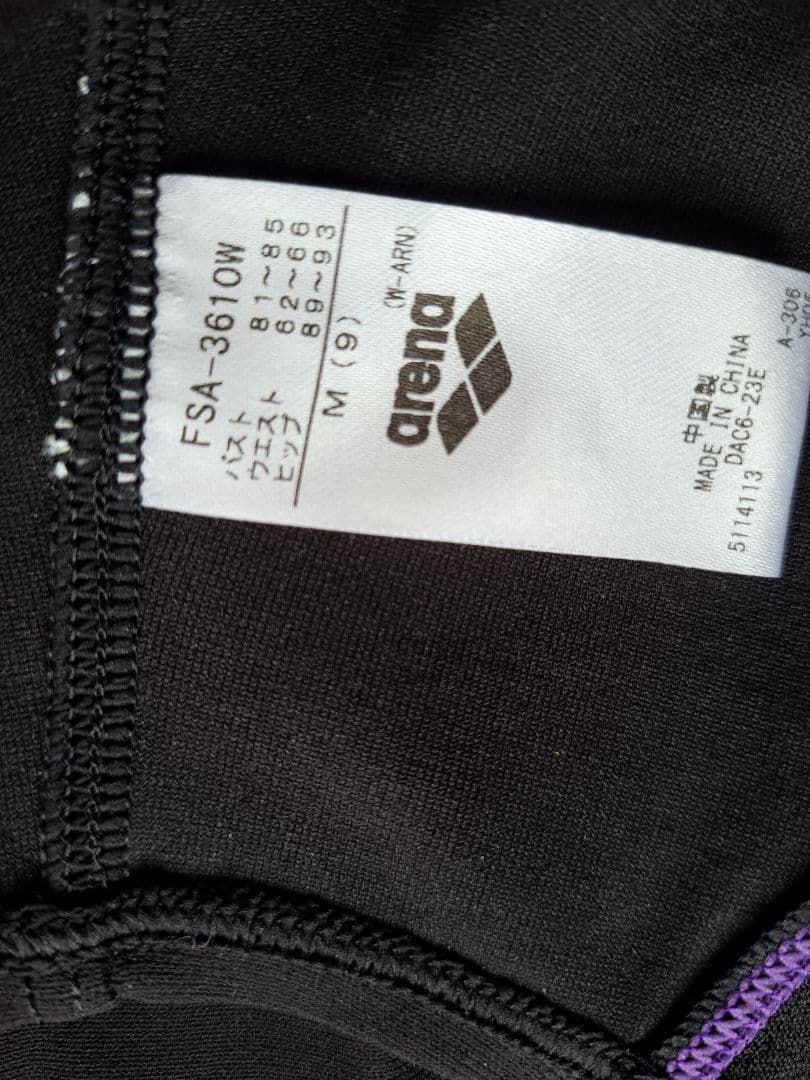 FSA-3610W
バスト 81～85
ウエスト 62～66
ヒップ 89～93
M (9)
(W-ARN)
arena
中国製
MADE IN CHINA
DAC6-23E
5114113
A-306